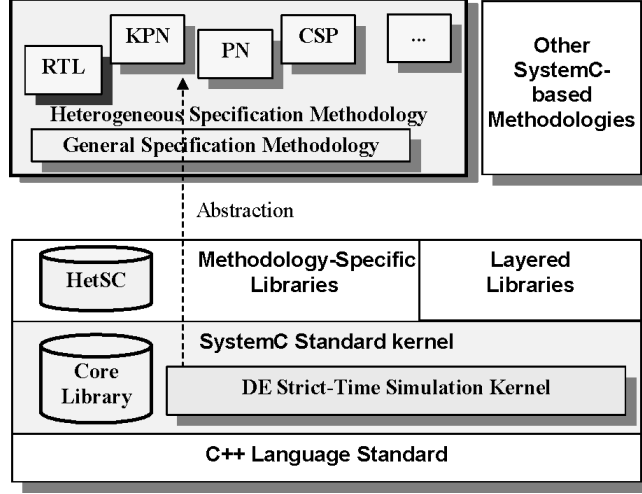 KPN
CSP
...
RTL
PN
Heterogeneous Specification Methodology
General Specification Methodology
Other
SystemC-
based
Methodologies
Abstraction
HetSC
Methodology-Specific
Libraries
Layered
Libraries
SystemC Standard kernel
Core
Library
DE Strict-Time Simulation Kernel
C++ Language Standard